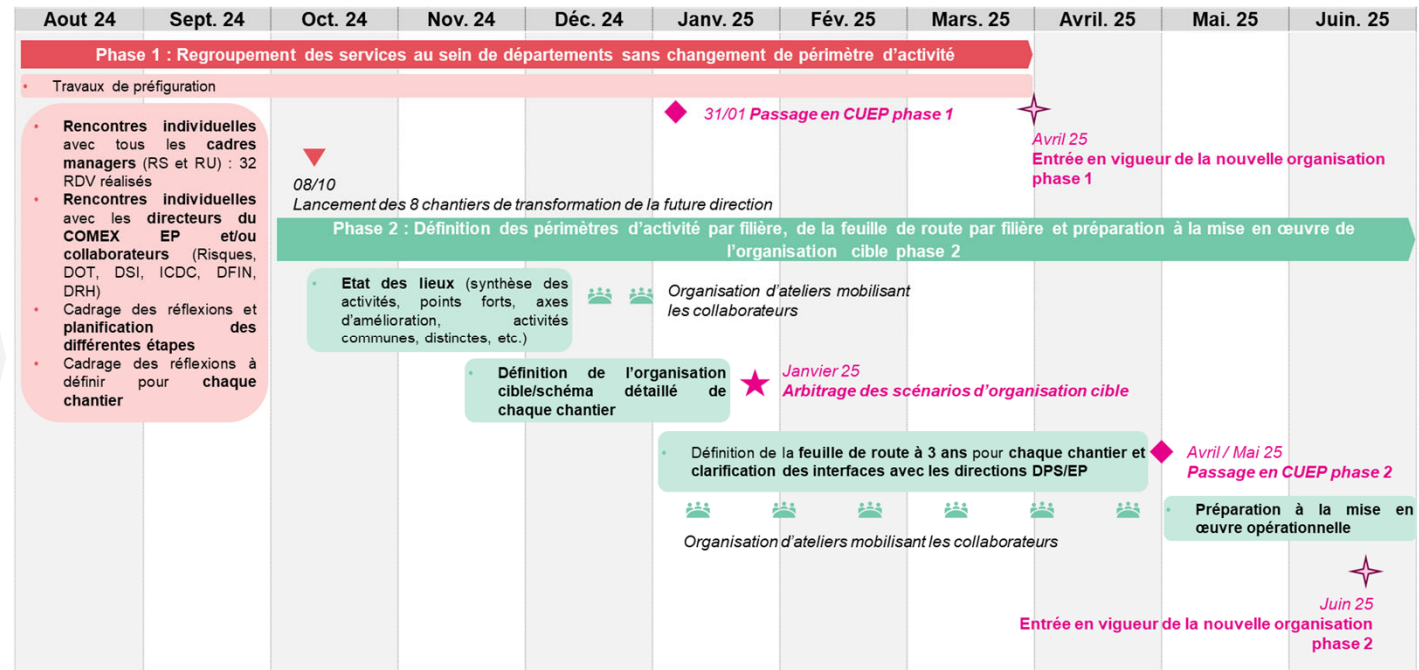 Aout 24 Sept. 24 Oct. 24 Nov. 24 Déc. 24 Janv. 25 Fév. 25 Mars. 25 Avril. 25 Mai. 25 Juin. 25
Phase 1 : Regroupement des services au sein de départements sans changement de périmètre d'activité
• Travaux de préfiguration
• Rencontres individuelles
avec tous les cadres
managers (RS et RU) : 32
RDV réalisés
• Rencontres individuelles
avec les directeurs du
COMEX EP et/ou
collaborateurs (Risques,
DOT, DSI, ICDC, DFIN,
DRH)
• Cadrage des réflexions et
planification des
différentes étapes
• Cadrage des réflexions à
définir pour chaque
chantier
31/01 Passage en CUEP phase 1
Avril 25
Entrée en vigueur de la nouvelle organisation
phase 1
08/10
Lancement des 8 chantiers de transformation de la future direction
Phase 2 : Définition des périmètres d'activité par filière, de la feuille de route par filière et préparation à la mise en œuvre de
l'organisation cible phase 2
• Etat des lieux (synthèse des
activités, points forts, axes
d'amélioration, activités
communes, distinctes, etc.)
Organisation d'ateliers mobilisant
les collaborateurs
• Définition de l'organisation
cible/schéma détaillé de
chaque chantier
Janvier 25
Arbitrage des scénarios d'organisation cible
• Définition de la feuille de route à 3 ans pour chaque chantier et
clarification des interfaces avec les directions DPS/EP
Avril / Mai 25
Passage en CUEP phase 2
Organisation d'ateliers mobilisant les collaborateurs
• Préparation à la mise en
œuvre opérationnelle
Juin 25
Entrée en vigueur de la nouvelle organisation
phase 2